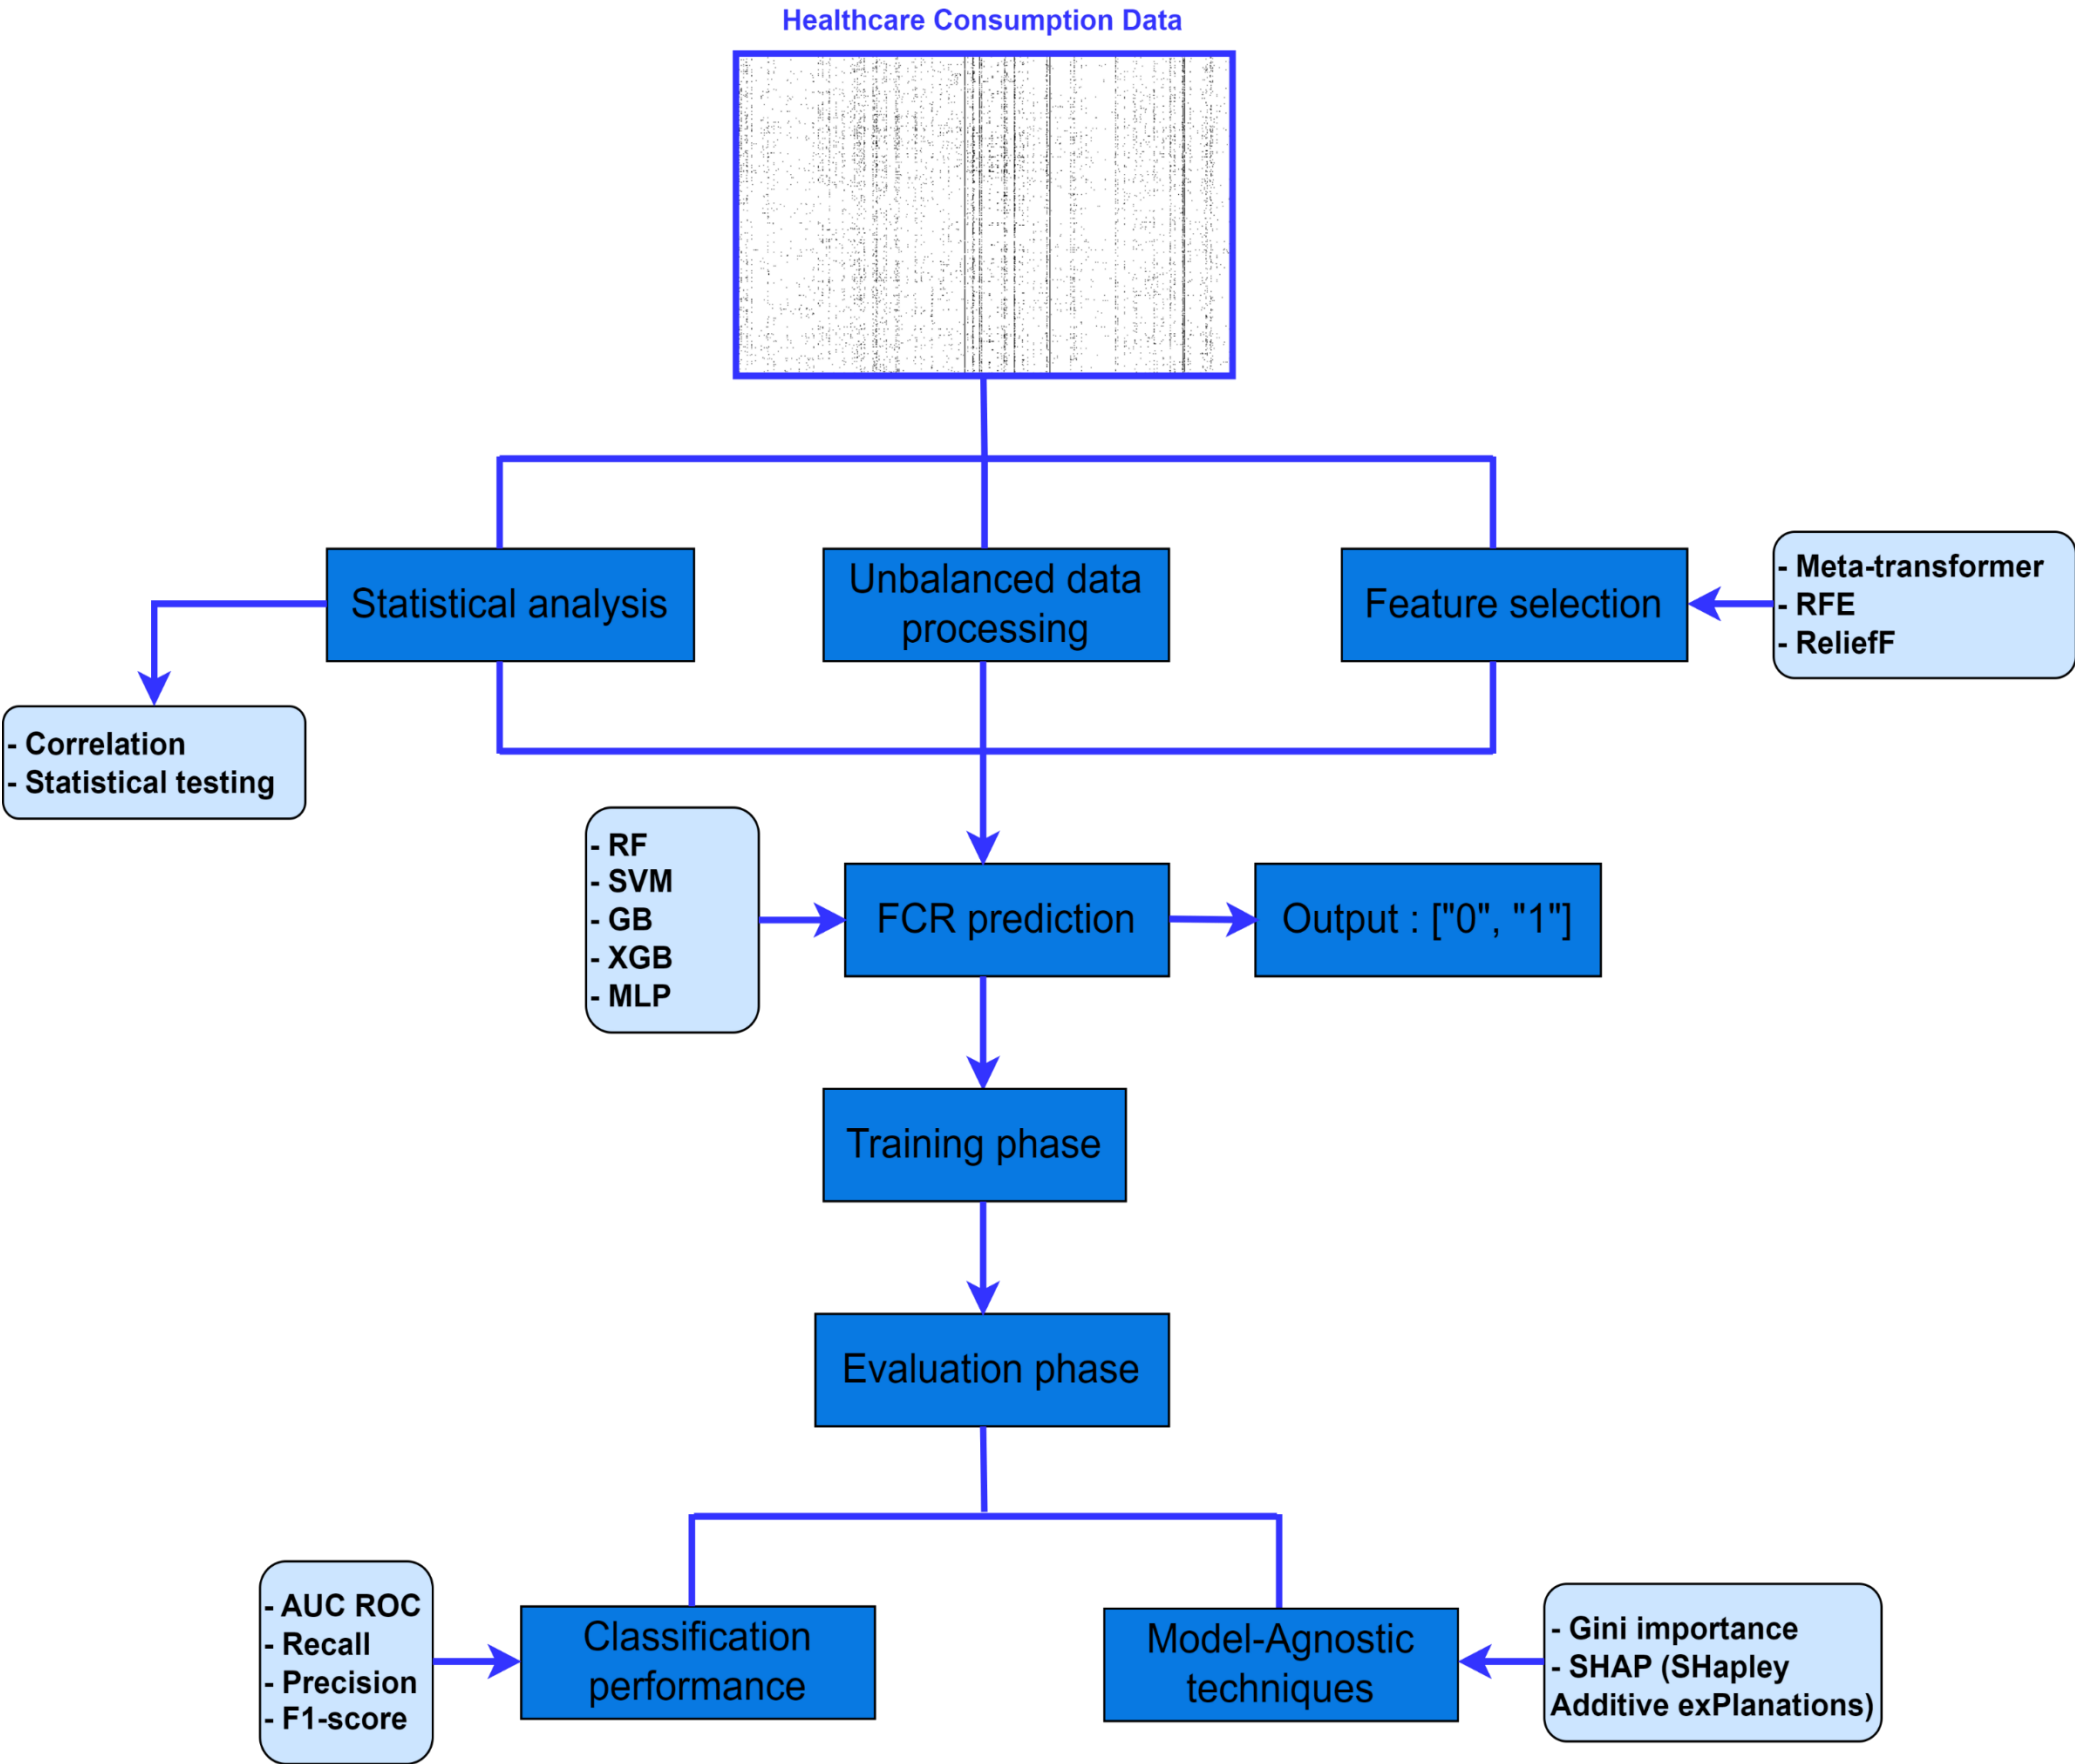 Healthcare Consumption Data
Statistical analysis
Unbalanced data
processing
Feature selection
- Meta-transformer
- RFE
- ReliefF
- Correlation
- Statistical testing
- RF
- SVM
- GB
- XGB
- MLP
FCR prediction
Output : ["0", "1"]
Training phase
Evaluation phase
- AUC ROC
- Recall
- Precision
- F1-score
Classification
performance
Model-Agnostic
techniques
- Gini importance
- SHAP (SHapley
Additive exPlanations)